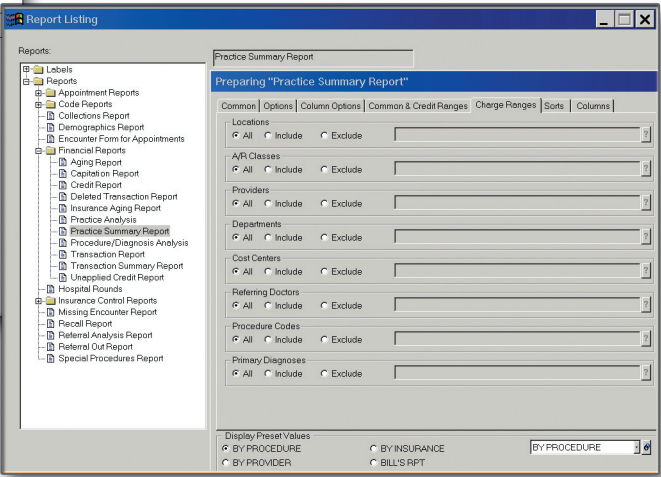 Report Listing
Reports:
Labels
Reports
Appointment Reports
Code Reports
Collections Report
Demographics Report
Encounter Form for Appointments
Financial Reports
Aging Report
Capitation Report
Credit Report
Deleted Transaction Report
Insurance Aging Report
Practice Analysis
Practice Summary Report
Procedure/Diagnosis Analysis
Transaction Report
Transaction Summary Report
Unapplied Credit Report
Hospital Rounds
Insurance Control Reports
Missing Encounter Report
Recall Report
Referral Analysis Report
Referral Out Report
Special Procedures Report
Practice Summary Report
Preparing "Practice Summary Report"
Common Options Column Options Common & Credit Ranges Charge Ranges Sorts Columns
Locations
All Include Exclude ?
A/R Classes
All Include Exclude ?
Providers
All Include Exclude ?
Departments
All Include Exclude ?
Cost Centers
All Include Exclude ?
Referring Doctors
All Include Exclude ?
Procedure Codes
All Include Exclude ?
Primary Diagnoses
All Include Exclude ?
Display Preset Values
BY PROCEDURE BY INSURANCE BY PROCEDURE
BY PROVIDER BILL'S RPT